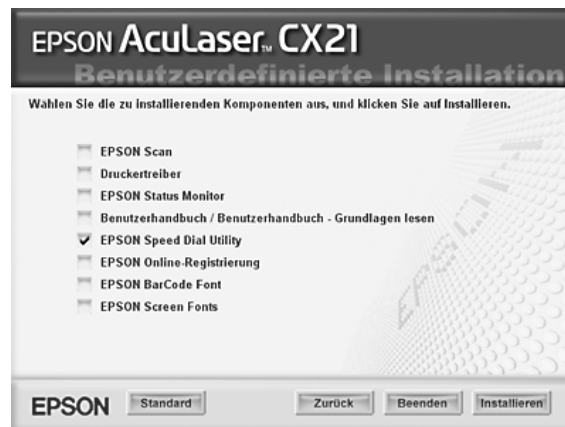 EPSON AcuLaser™ CX21
Benutzerdefinierte Installation
Wählen Sie die zu installierenden Komponenten aus, und klicken Sie auf Installieren.
EPSON Scan
Druckertreiber
EPSON Status Monitor
Benutzerhandbuch / Benutzerhandbuch - Grundlagen lesen
EPSON Speed Dial Utility
EPSON Online-Registrierung
EPSON BarCode Font
EPSON Screen Fonts
EPSON
EPSON Standard Zurück Beenden Installieren